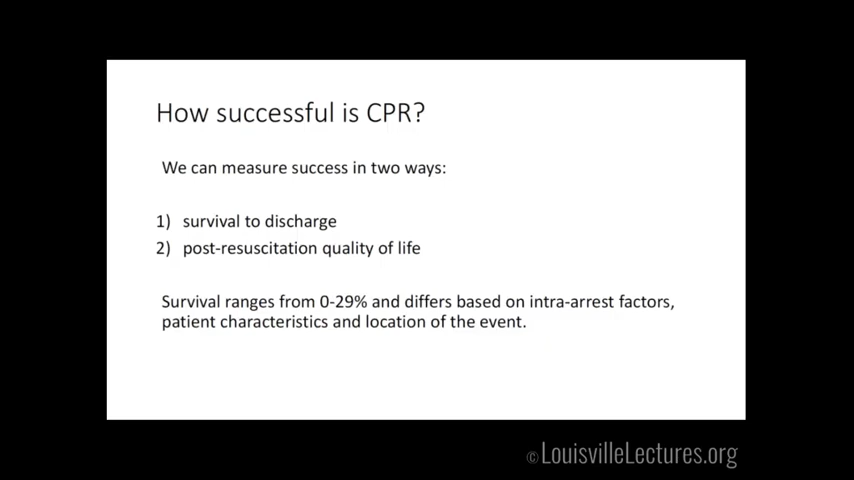 How successful is CPR?
We can measure success in two ways:
1) survival to discharge
2) post-resuscitation quality of life
Survival ranges from 0-29% and differs based on intra-arrest factors,
patient characteristics and location of the event.
© LouisvilleLectures.org